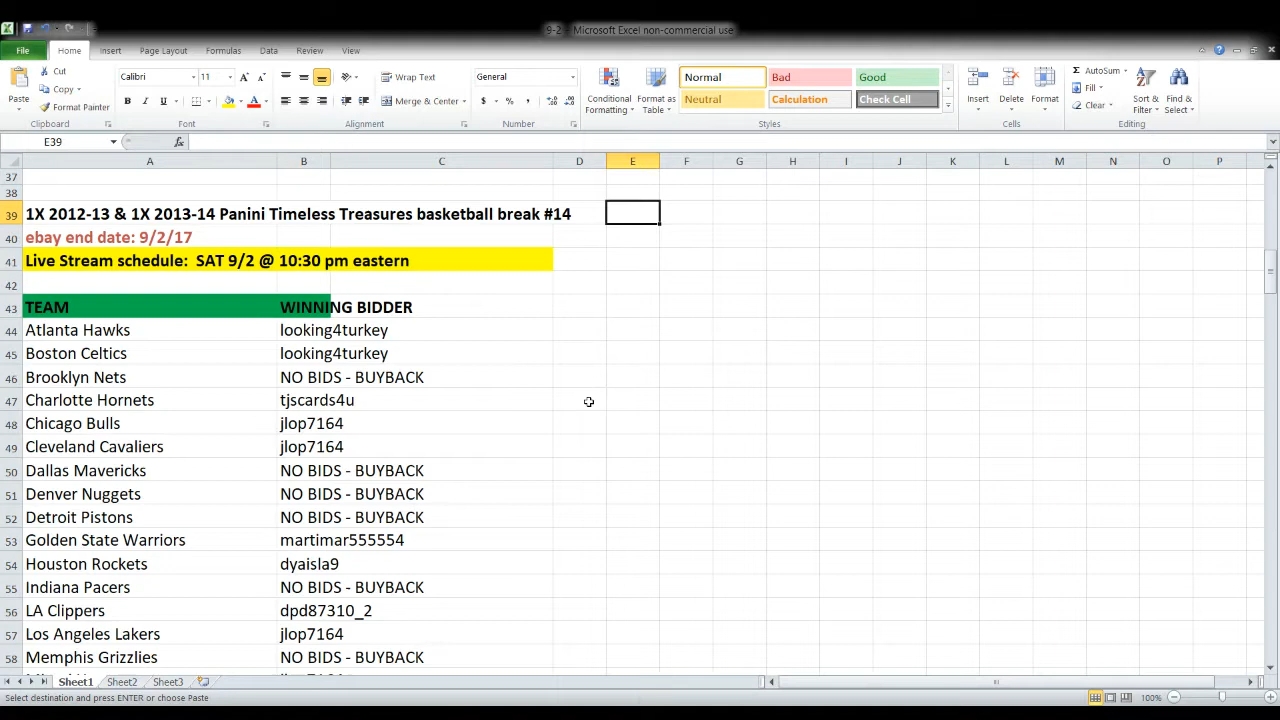 9-2 - Microsoft Excel non-commercial use
File Home Insert Page Layout Formulas Data Review View
Cut
Copy
Format Painter
Paste
Clipboard
Calibri 11
B I U
Font
Wrap Text
Merge & Center
Alignment
General
$ % ,
Number
Conditional Formatting
Format as Table
Normal Bad Good
Neutral Calculation Check Cell
Styles
Insert Delete Format
Cells
AutoSum
Fill
Clear
Sort & Filter
Find & Select
Editing
E39 fx
A B C D E F G H I J K L M N O P
37
38
39 1X 2012-13 & 1X 2013-14 Panini Timeless Treasures basketball break #14
40 ebay end date: 9/2/17
41 Live Stream schedule: SAT 9/2 @ 10:30 pm eastern
42
43 TEAM WINNING BIDDER
44 Atlanta Hawks looking4turkey
45 Boston Celtics looking4turkey
46 Brooklyn Nets NO BIDS - BUYBACK
47 Charlotte Hornets tjscards4u
48 Chicago Bulls jlop7164
49 Cleveland Cavaliers jlop7164
50 Dallas Mavericks NO BIDS - BUYBACK
51 Denver Nuggets NO BIDS - BUYBACK
52 Detroit Pistons NO BIDS - BUYBACK
53 Golden State Warriors martimar555554
54 Houston Rockets dyaisla9
55 Indiana Pacers NO BIDS - BUYBACK
56 LA Clippers dpd87310_2
57 Los Angeles Lakers jlop7164
58 Memphis Grizzlies NO BIDS - BUYBACK
Sheet1 Sheet2 Sheet3
Select destination and press ENTER or choose Paste 100%